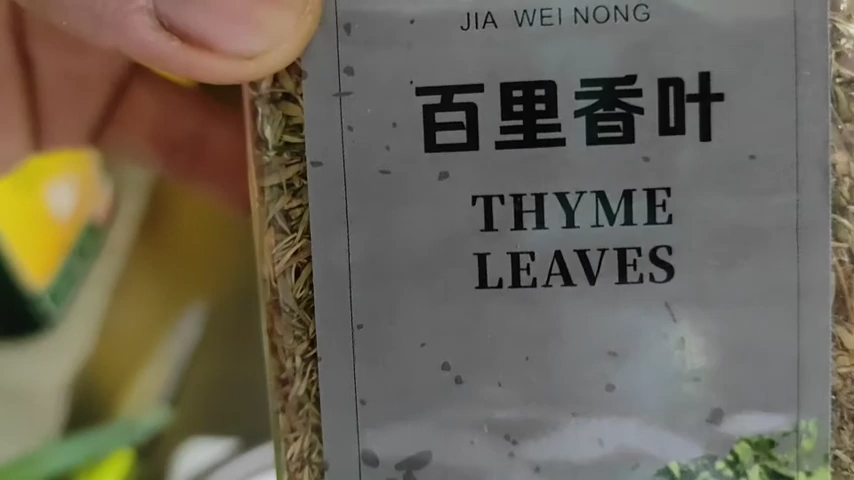 JIA WEI NONG
百里香叶
THYME
LEAVES